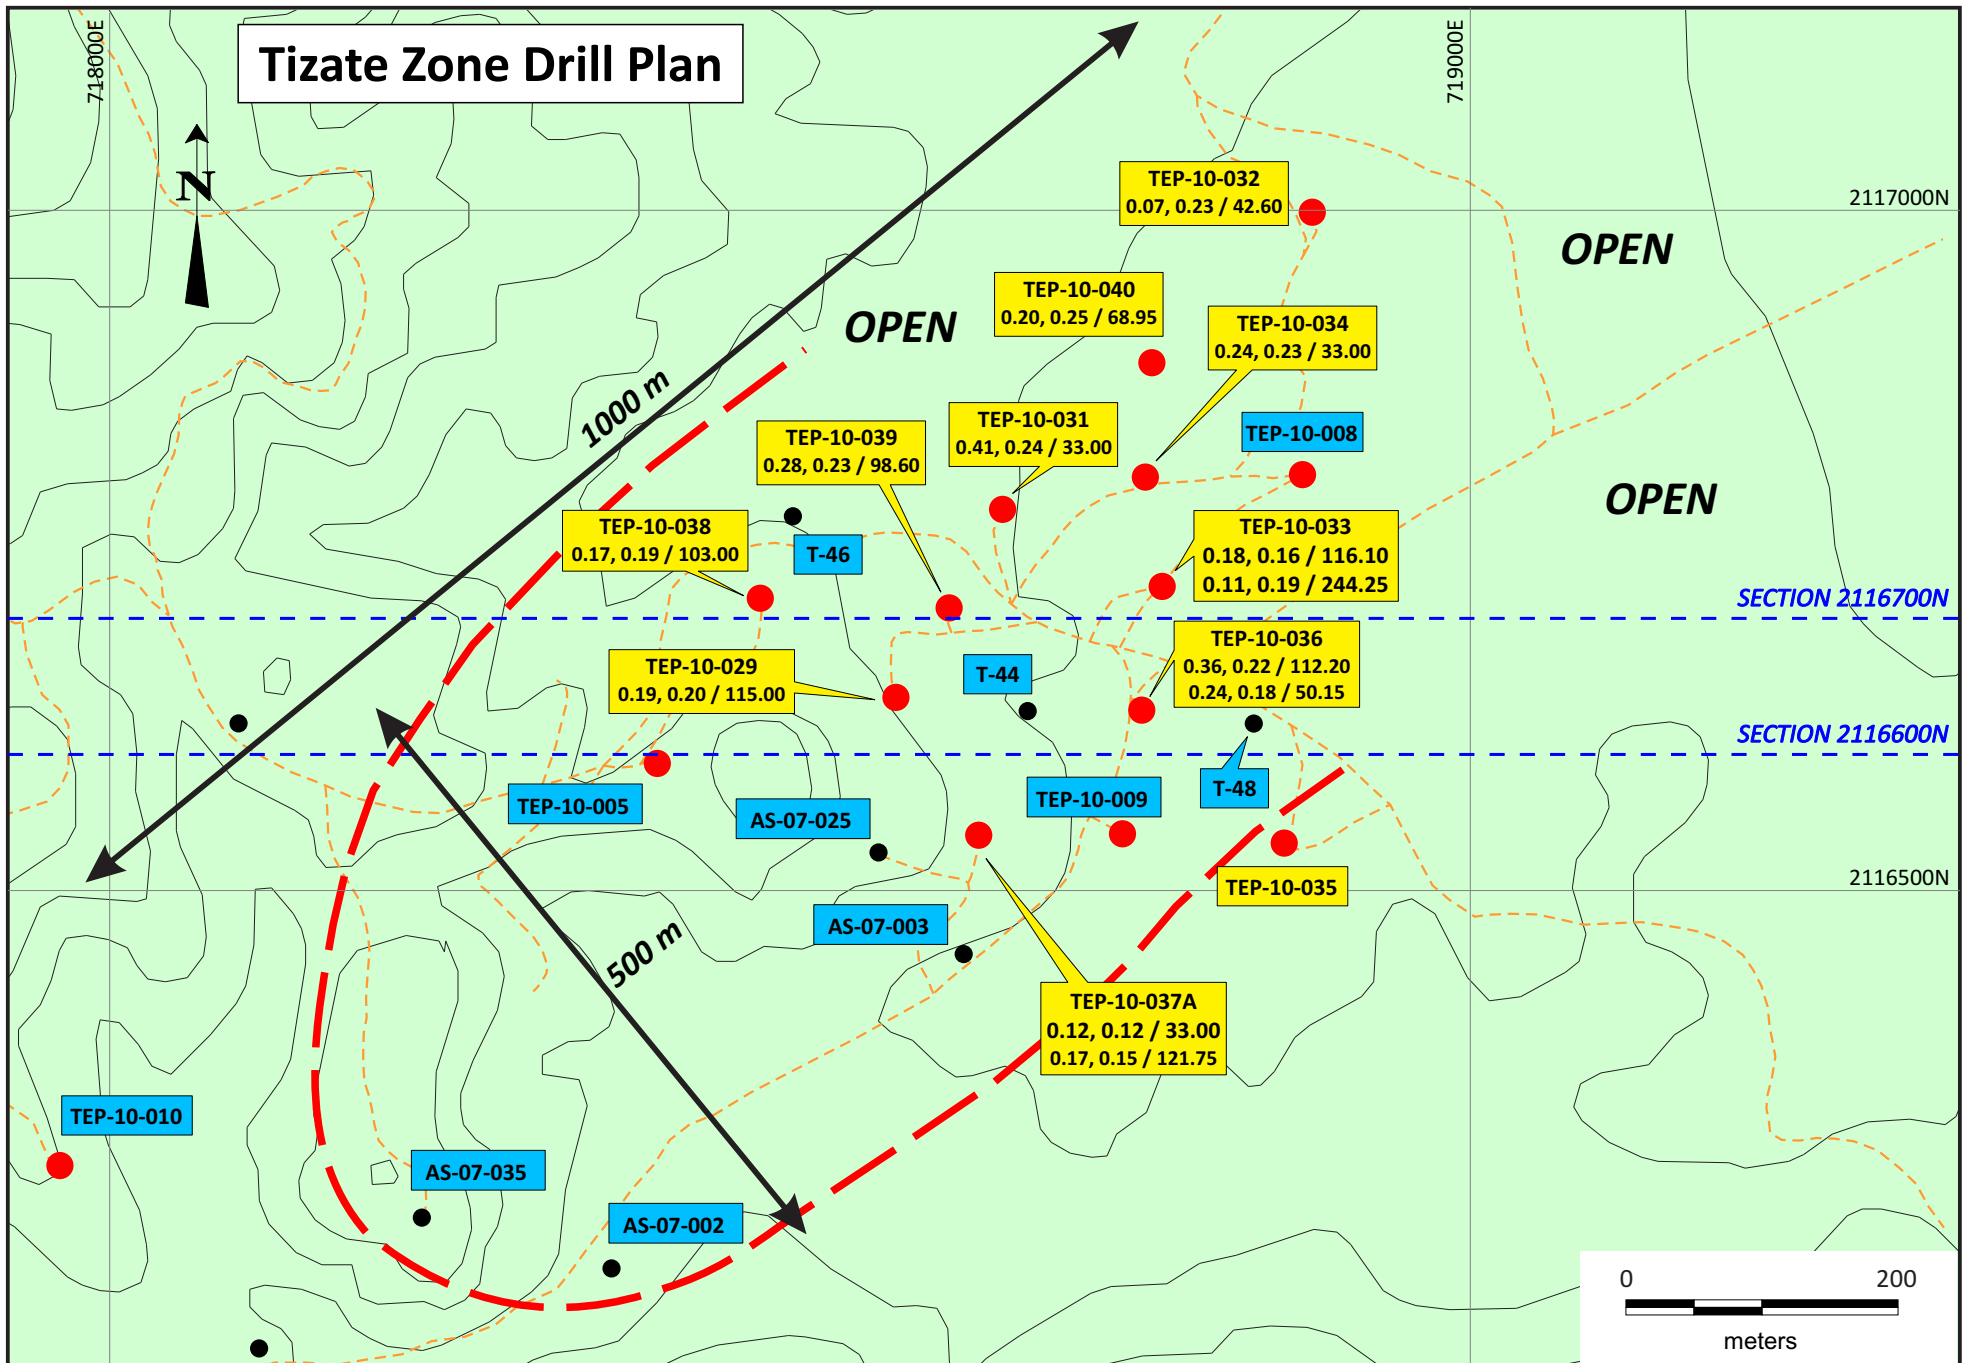 Tizate Zone Drill Plan
718000E
719000E
N
TEP-10-032
0.07, 0.23 / 42.60
2117000N
OPEN
TEP-10-040
0.20, 0.25 / 68.95
OPEN
TEP-10-034
0.24, 0.23 / 33.00
1000 m
TEP-10-031
0.41, 0.24 / 33.00
TEP-10-039
0.28, 0.23 / 98.60
TEP-10-008
OPEN
TEP-10-038
0.17, 0.19 / 103.00
T-46
TEP-10-033
0.18, 0.16 / 116.10
0.11, 0.19 / 244.25
SECTION 2116700N
TEP-10-029
0.19, 0.20 / 115.00
T-44
TEP-10-036
0.36, 0.22 / 112.20
0.24, 0.18 / 50.15
SECTION 2116600N
TEP-10-005
AS-07-025
TEP-10-009
T-48
2116500N
TEP-10-035
AS-07-003
500 m
TEP-10-037A
0.12, 0.12 / 33.00
0.17, 0.15 / 121.75
TEP-10-010
AS-07-035
AS-07-002
0 200
meters